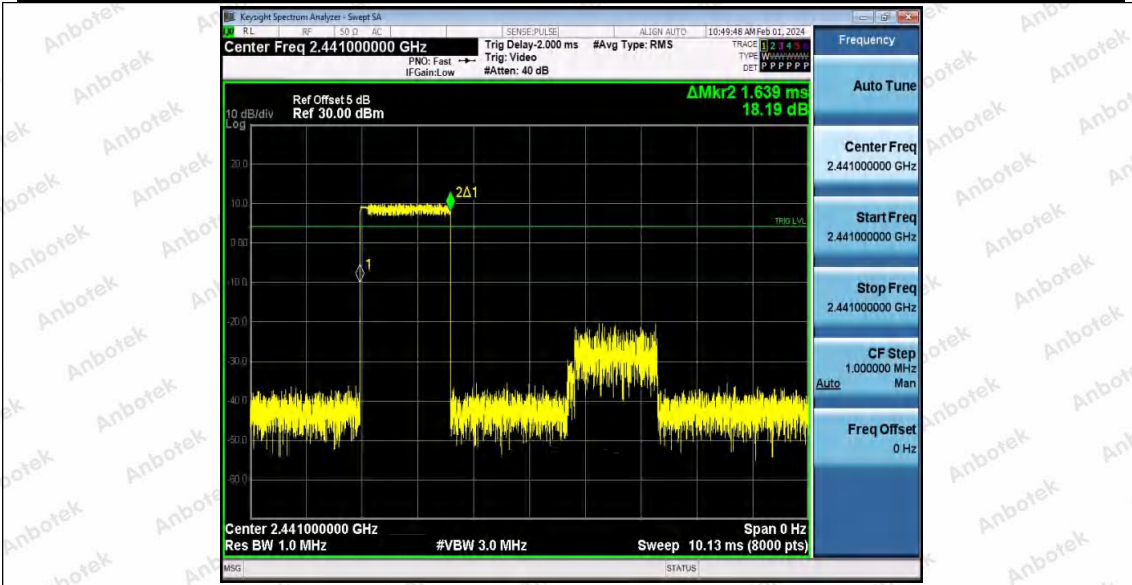 Keysight Spectrum Analyzer - Swept SA
RL RF 50 Ω AC SENSE:PULSE ALIGN AUTO 10:49:48 AM Feb 01, 2024
Center Freq 2.441000000 GHz
Trig Delay-2.000 ms #Avg Type: RMS
TRACE 1 2 3 4 5 6
PNO: Fast Trig: Video
TYPE WWWWWW
IFGain:Low #Atten: 40 dB
DET P P P P P P
Frequency
Auto Tune
Center Freq
2.441000000 GHz
Start Freq
2.441000000 GHz
Stop Freq
2.441000000 GHz
CF Step
1.000000 MHz
Auto Man
Freq Offset
0 Hz
ΔMkr2 1.639 ms
18.19 dB
Ref Offset 5 dB
10 dB/div Ref 30.00 dBm
Log
20.0
10.0
0.00
-10.0
-20.0
-30.0
-40.0
-50.0
-60.0
2Δ1
1
TRIG LVL
Center 2.441000000 GHz Span 0 Hz
Res BW 1.0 MHz #VBW 3.0 MHz Sweep 10.13 ms (8000 pts)
MSG STATUS
Anbotek